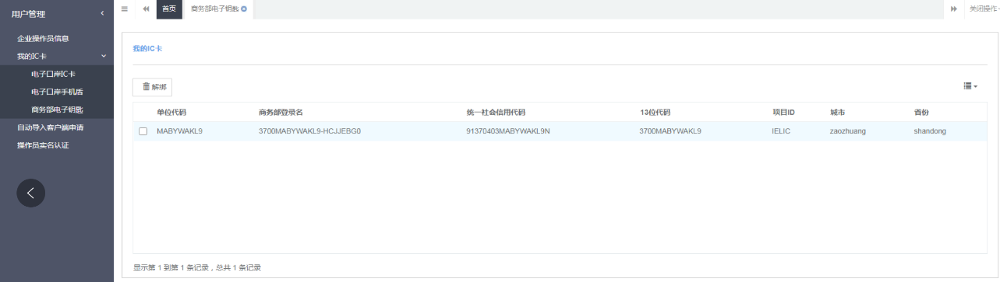 用户管理
首页
商务部电子钥匙
关闭操作
企业操作员信息
我的IC卡
电子口岸IC卡
电子口岸手机盾
商务部电子钥匙
自动导入客户端申请
操作员实名认证
我的IC卡
解绑
单位代码 商务部登录名 统一社会信用代码 13位代码 项目ID 城市 省份
MABYWAKL9 3700MABYWAKL9-HCJJEBG0 91370403MABYWAKL9N 3700MABYWAKL9 IELIC zaozhuang shandong
显示第 1 到第 1 条记录，总共 1 条记录